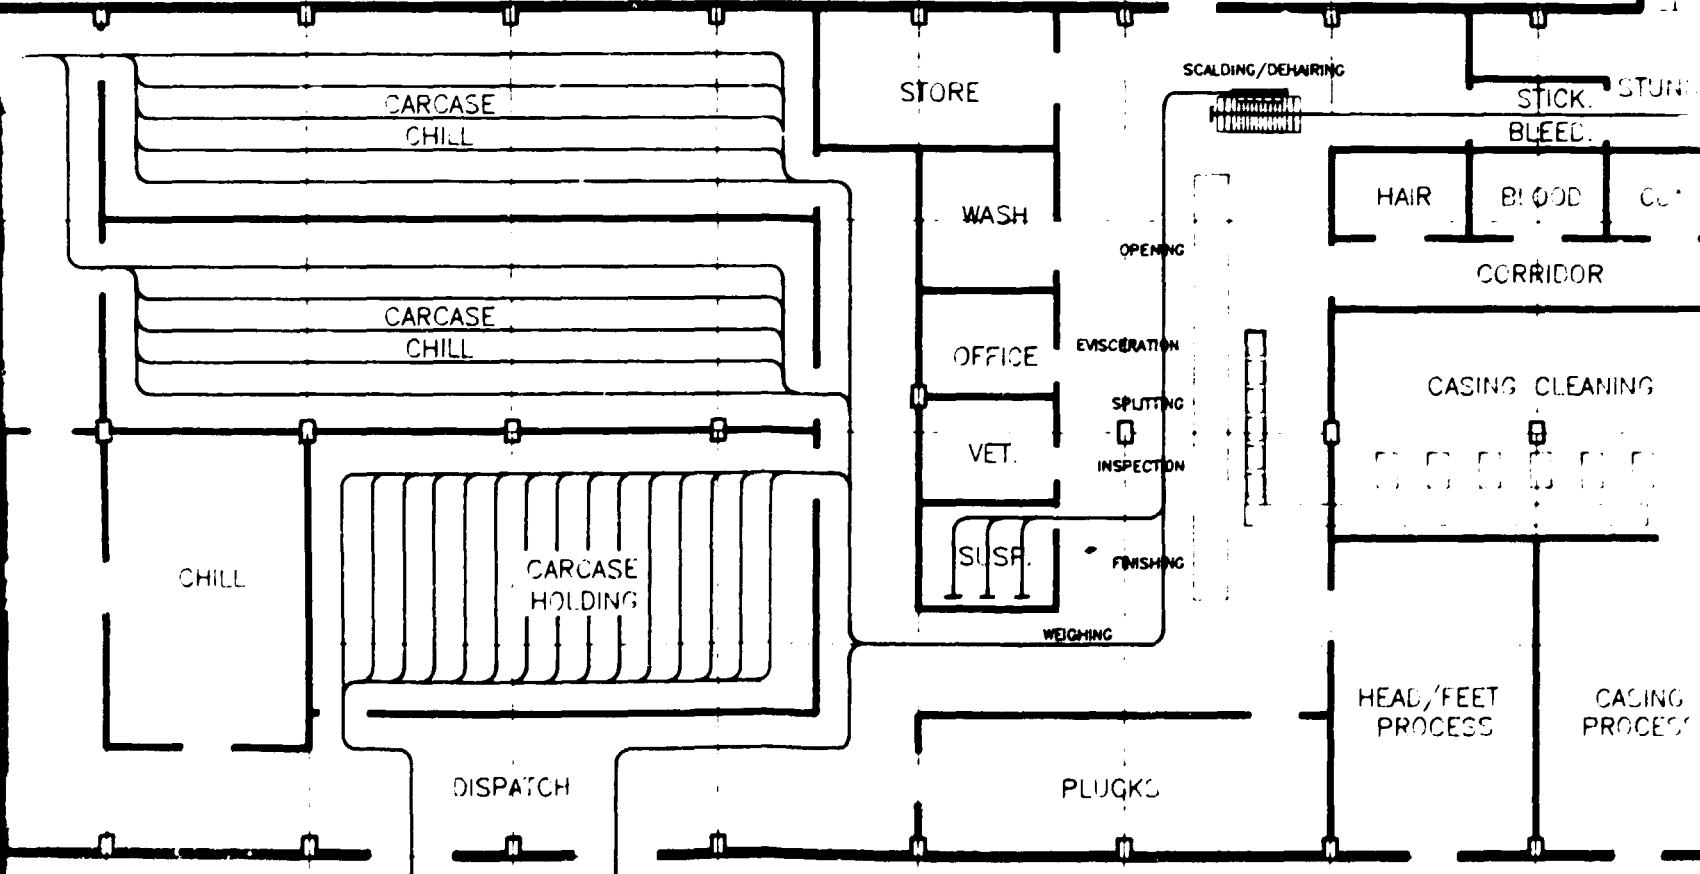 SCALDING/DEHAIRING
STORE
STICK.
BLEED.
CARCASE
CHILL
HAIR
BLOOD
WASH
OPENING
CORRIDOR
CARCASE
CHILL
EVISCERATION
OFFICE
CASING CLEANING
SPLITTING
VET.
INSPECTION
SUSP.
FINISHING
CHILL
CARCASE
HOLDING
WEIGHING
HEAD/FEET
PROCESS
CASING
DISPATCH
PLUCKS